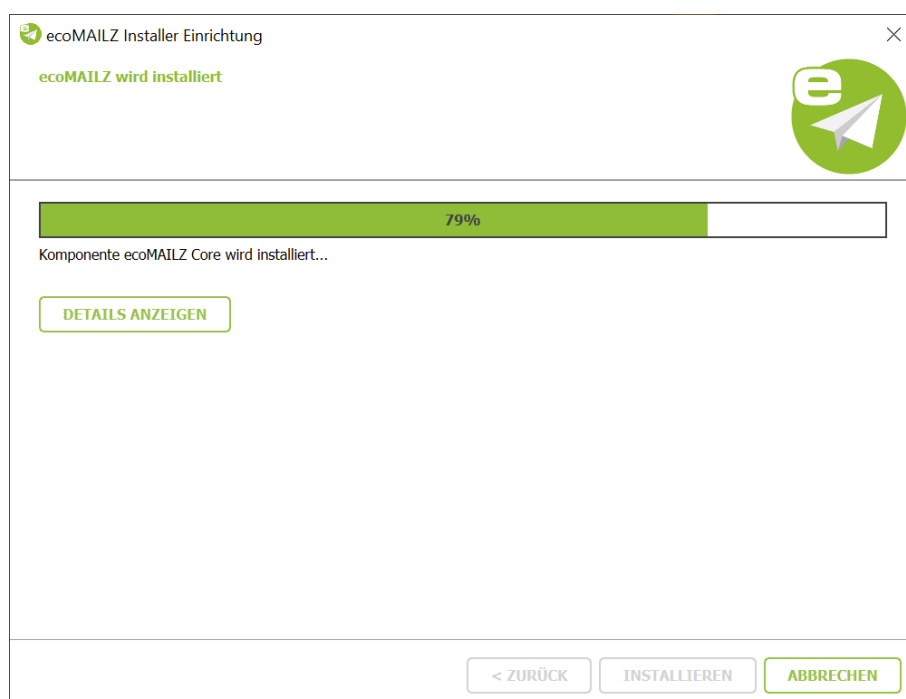 ecoMAILZ Installer Einrichtung
ecoMAILZ wird installiert
e
79%
Komponente ecoMAILZ Core wird installiert...
DETAILS ANZEIGEN
< ZURÜCK
INSTALLIEREN
ABBRECHEN